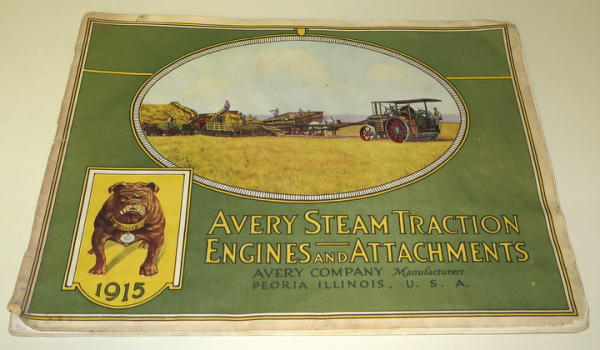 AVERY STEAM TRACTION
ENGINES AND ATTACHMENTS
AVERY COMPANY Manufacturers
PEORIA ILLINOIS, U. S. A.
1915